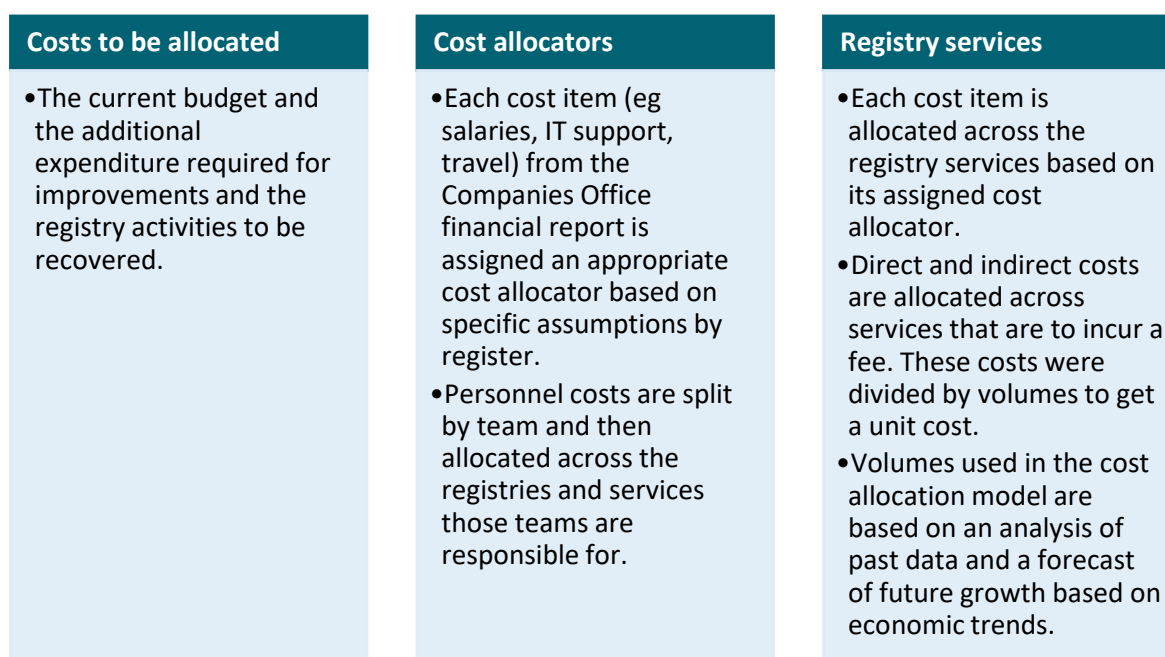 Costs to be allocated
•The current budget and
the additional
expenditure required for
improvements and the
registry activities to be
recovered.
Cost allocators
•Each cost item (eg
salaries, IT support,
travel) from the
Companies Office
financial report is
assigned an appropriate
cost allocator based on
specific assumptions by
register.
•Personnel costs are split
by team and then
allocated across the
registries and services
those teams are
responsible for.
Registry services
•Each cost item is
allocated across the
registry services based on
its assigned cost
allocator.
•Direct and indirect costs
are allocated across
services that are to incur a
fee. These costs were
divided by volumes to get
a unit cost.
•Volumes used in the cost
allocation model are
based on an analysis of
past data and a forecast
of future growth based on
economic trends.